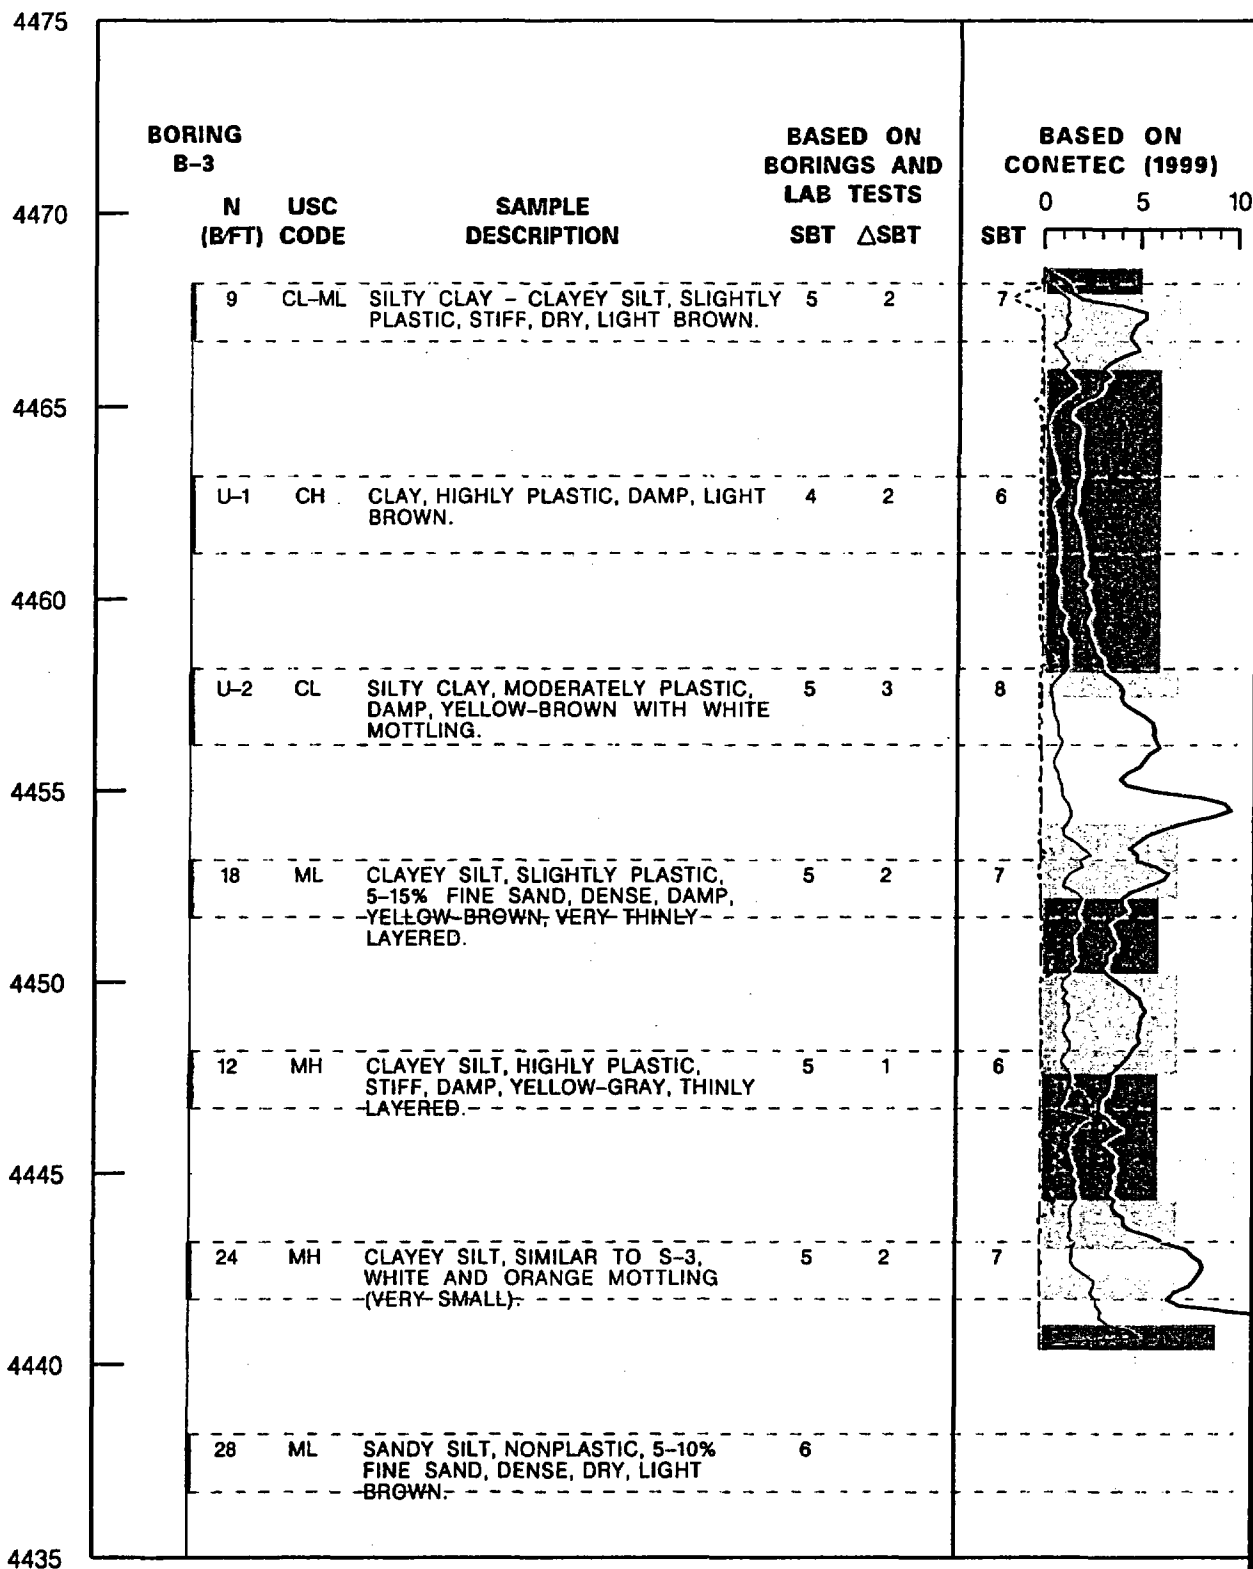 4475
BORING
B-3
BASED ON
BORINGS AND
LAB TESTS
BASED ON
CONETEC (1999)
0 5 10
4470
N
(B/FT)
USC
CODE
SAMPLE
DESCRIPTION
SBT ΔSBT
SBT
9 CL-ML SILTY CLAY - CLAYEY SILT, SLIGHTLY 5 2 7
PLASTIC, STIFF, DRY, LIGHT BROWN.
4465
U-1 CH CLAY, HIGHLY PLASTIC, DAMP, LIGHT 4 2 6
BROWN.
4460
U-2 CL SILTY CLAY, MODERATELY PLASTIC, 5 3 8
DAMP, YELLOW-BROWN WITH WHITE
MOTTLING.
4455
18 ML CLAYEY SILT, SLIGHTLY PLASTIC, 5 2 7
5-15% FINE SAND, DENSE, DAMP,
YELLOW-BROWN, VERY THINLY
LAYERED.
4450
12 MH CLAYEY SILT, HIGHLY PLASTIC, 5 1 6
STIFF, DAMP, YELLOW-GRAY, THINLY
LAYERED.
4445
24 MH CLAYEY SILT, SIMILAR TO S-3, 5 2 7
WHITE AND ORANGE MOTTLING
(VERY SMALL).
4440
28 ML SANDY SILT, NONPLASTIC, 5-10% 6
FINE SAND, DENSE, DRY, LIGHT
BROWN.
4435